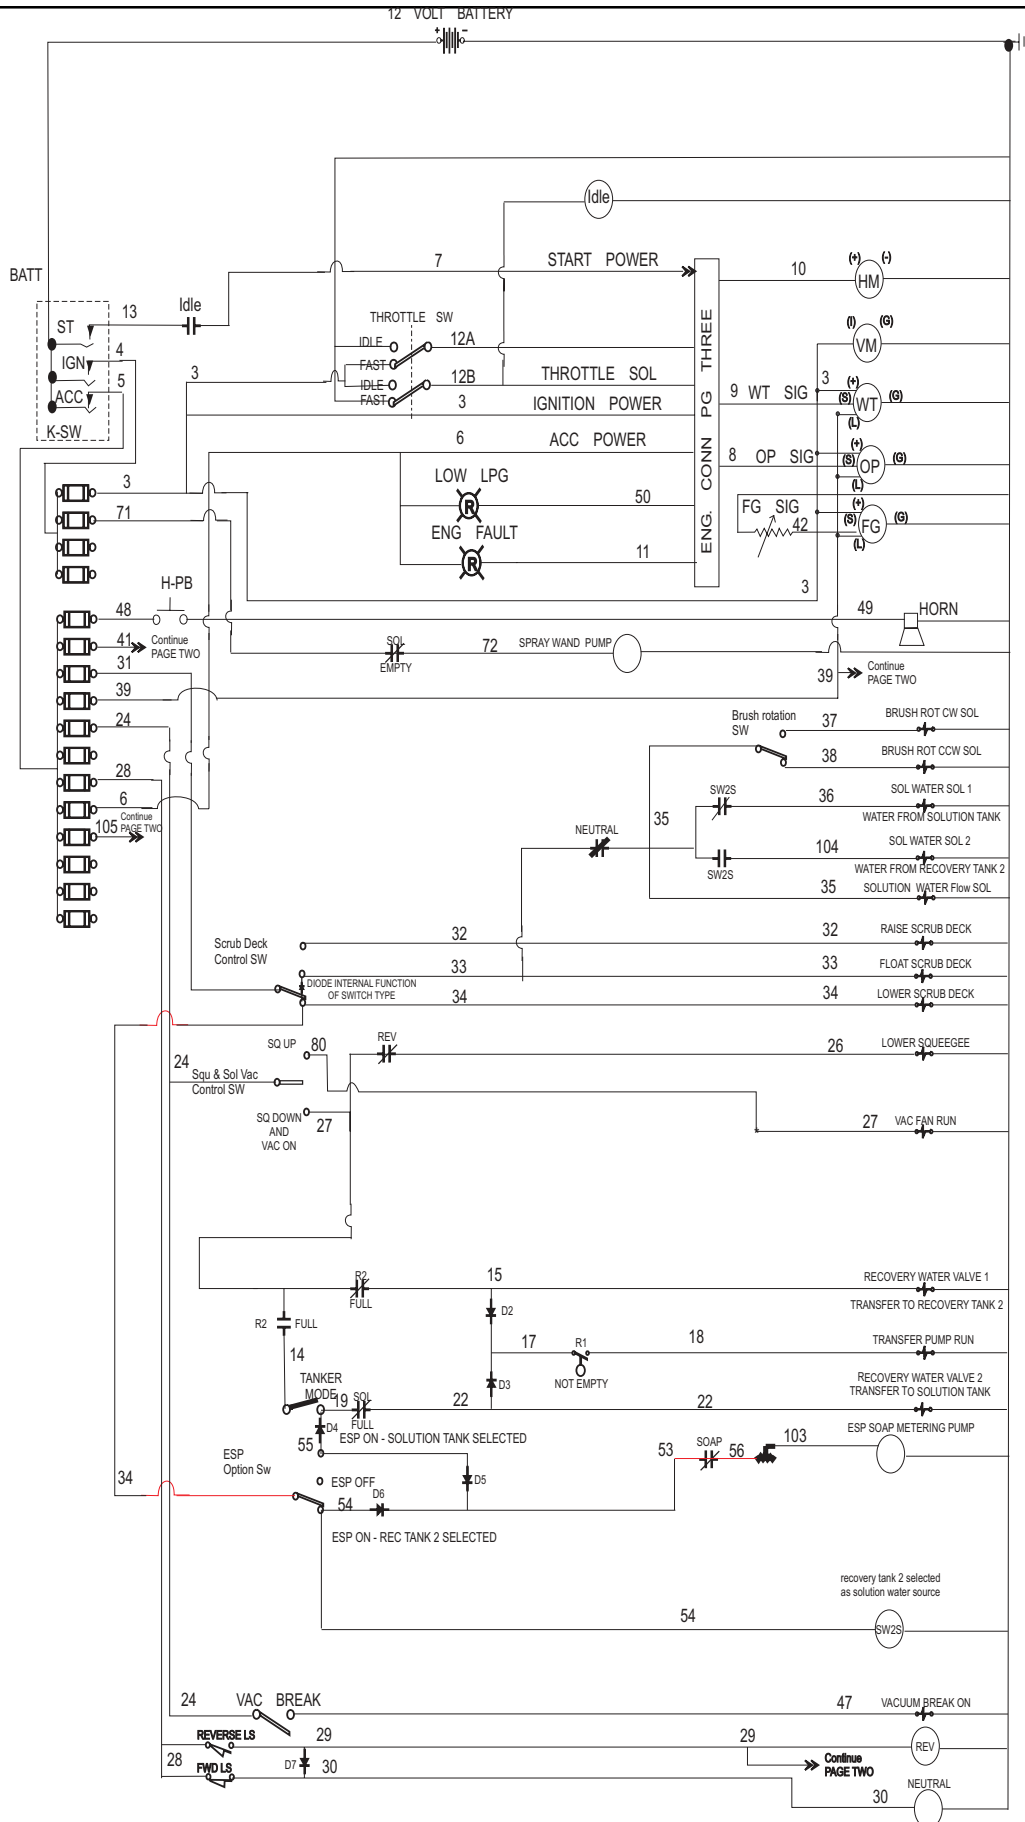 12 VOLT BATTERY
+ -
Idle
BATT
7 START POWER
10 (+) (-)
HM
13 Idle
ST
THROTTLE SW
(I) (G)
VM
4
IDLE 12A
IGN
FAST
5
3 IDLE 12B THROTTLE SOL
ACC
FAST 3 IGNITION POWER
K-SW
ENG. CONN PG THREE
9 WT SIG 3 (+)
(S) WT (G)
(L)
6 ACC POWER
8 OP SIG (+)
(S) OP (G)
(L)
LOW LPG
R 50
3
71
FG SIG (+)
42 (S) FG (G)
(L)
ENG FAULT
R 11
3
H-PB
48 49 HORN
41 Continue
PAGE TWO
SOL
EMPTY
72 SPRAY WAND PUMP
31
39 Continue
PAGE TWO
39
24
Brush rotation
SW
37 BRUSH ROT CW SOL
38 BRUSH ROT CCW SOL
28
6
105 Continue
PAGE TWO
SW2S 36 SOL WATER SOL 1
WATER FROM SOLUTION TANK
NEUTRAL 35
104 SOL WATER SOL 2
SW2S WATER FROM RECOVERY TANK 2
35 SOLUTION WATER Flow SOL
Scrub Deck
Control SW
32 32 RAISE SCRUB DECK
33 33 FLOAT SCRUB DECK
DIODE INTERNAL FUNCTION
OF SWITCH TYPE
34 34 LOWER SCRUB DECK
SQ UP 80 REV 26 LOWER SQUEEGEE
24 Squ & Sol Vac
Control SW
SQ DOWN
AND
VAC ON
27
27 VAC FAN RUN
R2
FULL
15 RECOVERY WATER VALVE 1
TRANSFER TO RECOVERY TANK 2
D2
R2 FULL
14
17 R1
NOT EMPTY
18 TRANSFER PUMP RUN
TANKER
MODE
D3
19 SOL
FULL
22 22 RECOVERY WATER VALVE 2
TRANSFER TO SOLUTION TANK
D4
55 ESP ON - SOLUTION TANK SELECTED
53 SOAP 56 103 ESP SOAP METERING PUMP
ESP
Option Sw
34 ESP OFF D5
54 D6
ESP ON - REC TANK 2 SELECTED
recovery tank 2 selected
as solution water source
54 SW2S
24 VAC BREAK 47 VACUUM BREAK ON
REVERSE LS 29 29 REV
28 FWD LS D7 30 Continue
PAGE TWO
NEUTRAL
30